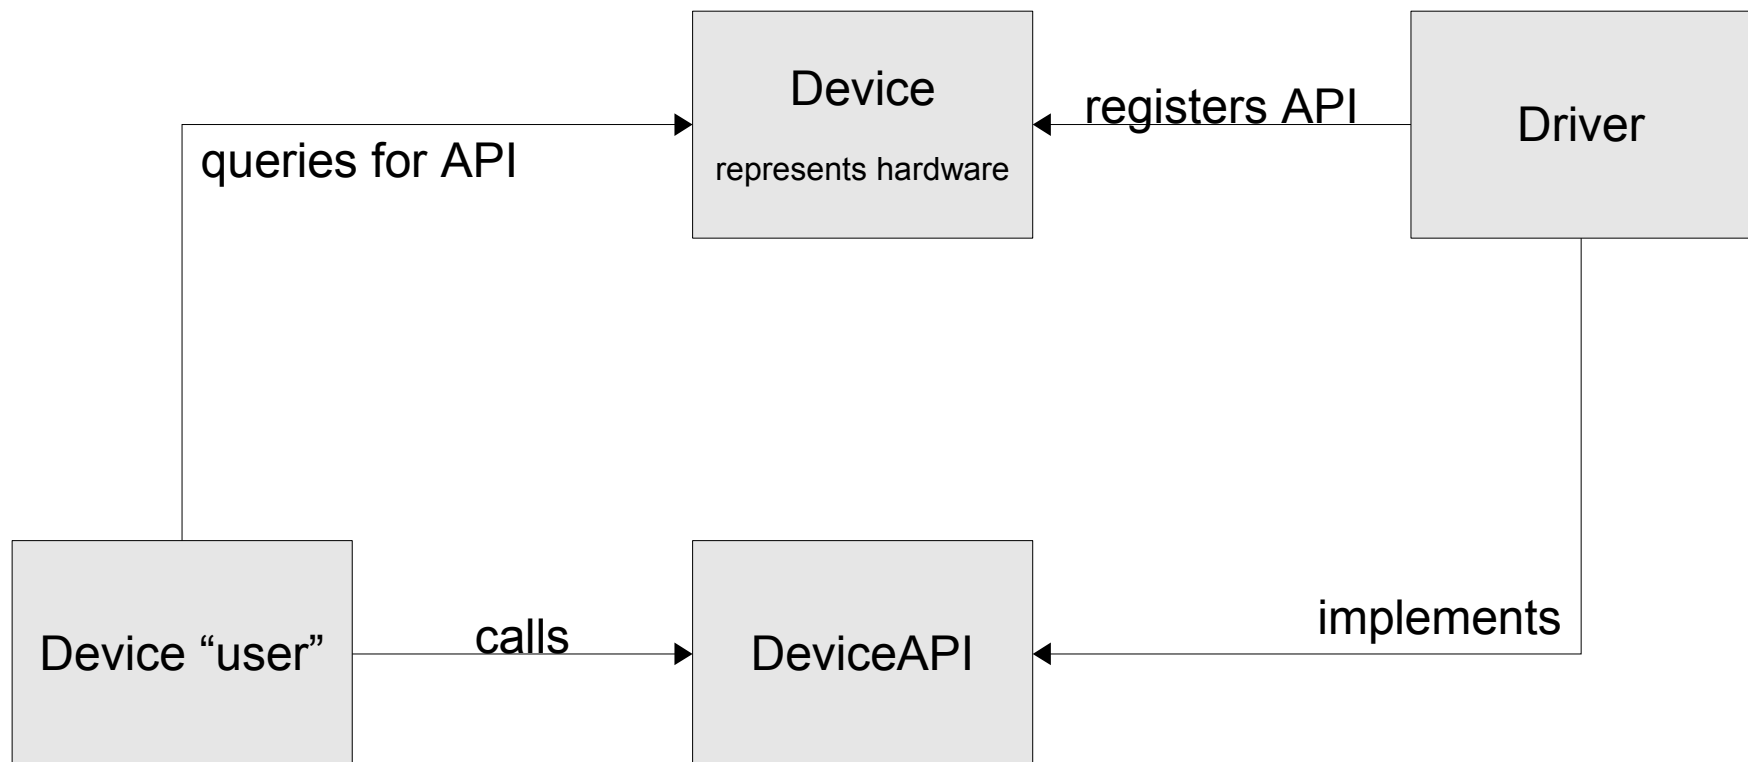 Device
represents hardware
registers API
Driver
queries for API
Device “user”
calls
DeviceAPI
implements